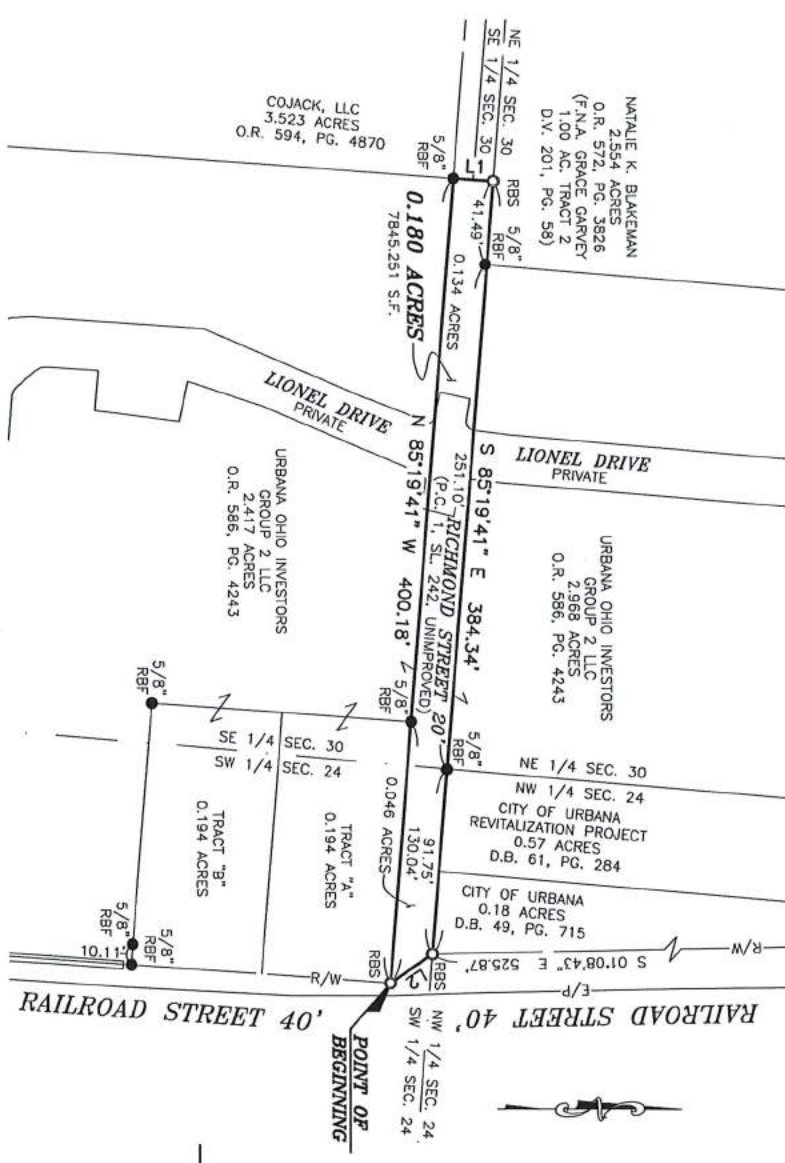 NE 1/4 SEC. 30
SE 1/4 SEC. 30
NATALIE K. BLAKEMAN
2.554 ACRES
O.R. 572, PG. 3826
(F.N.A. GRACE GARVEY
1.00 AC. TRACT 2
D.V. 201, PG. 58)
COJACK, LLC
3.523 ACRES
O.R. 594, PG. 4870
5/8"
RBF
L1
RBS
41.49'
5/8"
RBF
0.180 ACRES
7845.251 S.F.
0.134 ACRES
LIONEL DRIVE
PRIVATE
LIONEL DRIVE
PRIVATE
S 85°19'41" E 384.34'
251.10'
RICHMOND STREET 20'
(P.C. 1, SL. 242, UNIMPROVED)
N 85°19'41" W 400.18'
URBANA OHIO INVESTORS
GROUP 2 LLC
2.417 ACRES
O.R. 586, PG. 4243
URBANA OHIO INVESTORS
GROUP 2 LLC
2.968 ACRES
O.R. 586, PG. 4243
5/8"
RBF
5/8"
RBF
5/8"
RBF
SE 1/4 SEC. 30
SW 1/4 SEC. 24
NE 1/4 SEC. 30
NW 1/4 SEC. 24
CITY OF URBANA
REVITALIZATION PROJECT
0.57 ACRES
D.B. 61, PG. 284
CITY OF URBANA
0.18 ACRES
D.B. 49, PG. 715
TRACT "B"
0.194 ACRES
TRACT "A"
0.194 ACRES
0.046 ACRES
91.75'
130.04'
5/8"
RBF
5/8"
RBF
10.11'
R/W
RBS
L2
RBS
S 01°08'43" E 525.87'
R/W
E/P
RAILROAD STREET 40'
RAILROAD STREET 40'
NW 1/4 SEC. 24
SW 1/4 SEC. 24
POINT OF
BEGINNING
N